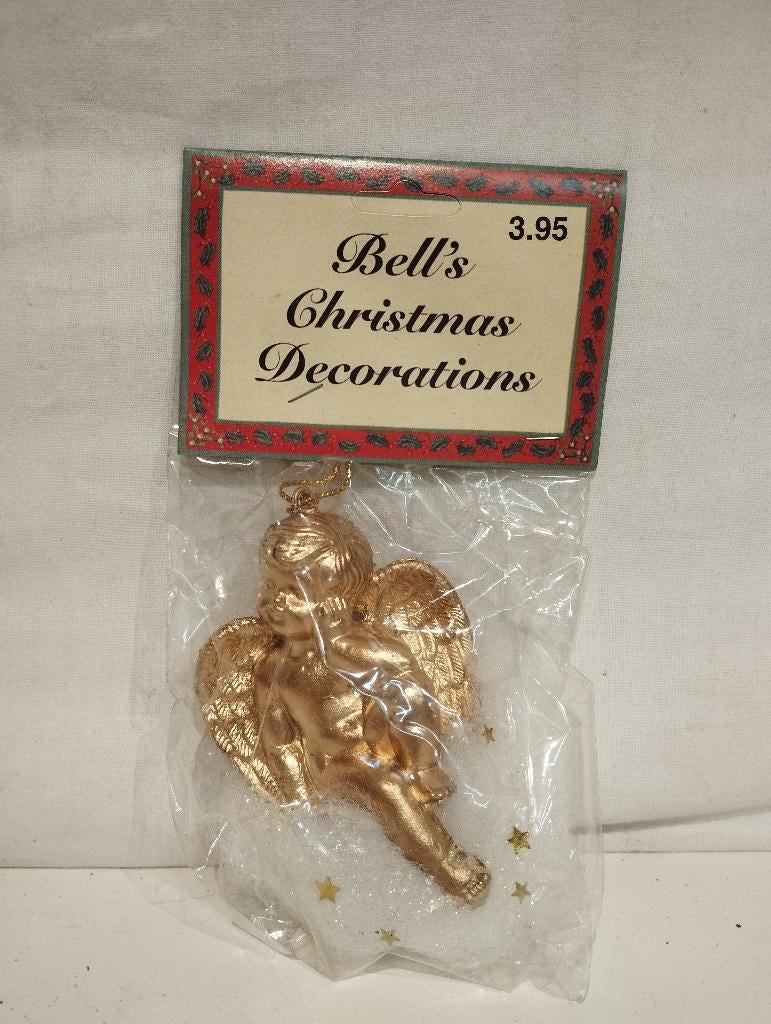 3.95
Bell's
Christmas
Decorations